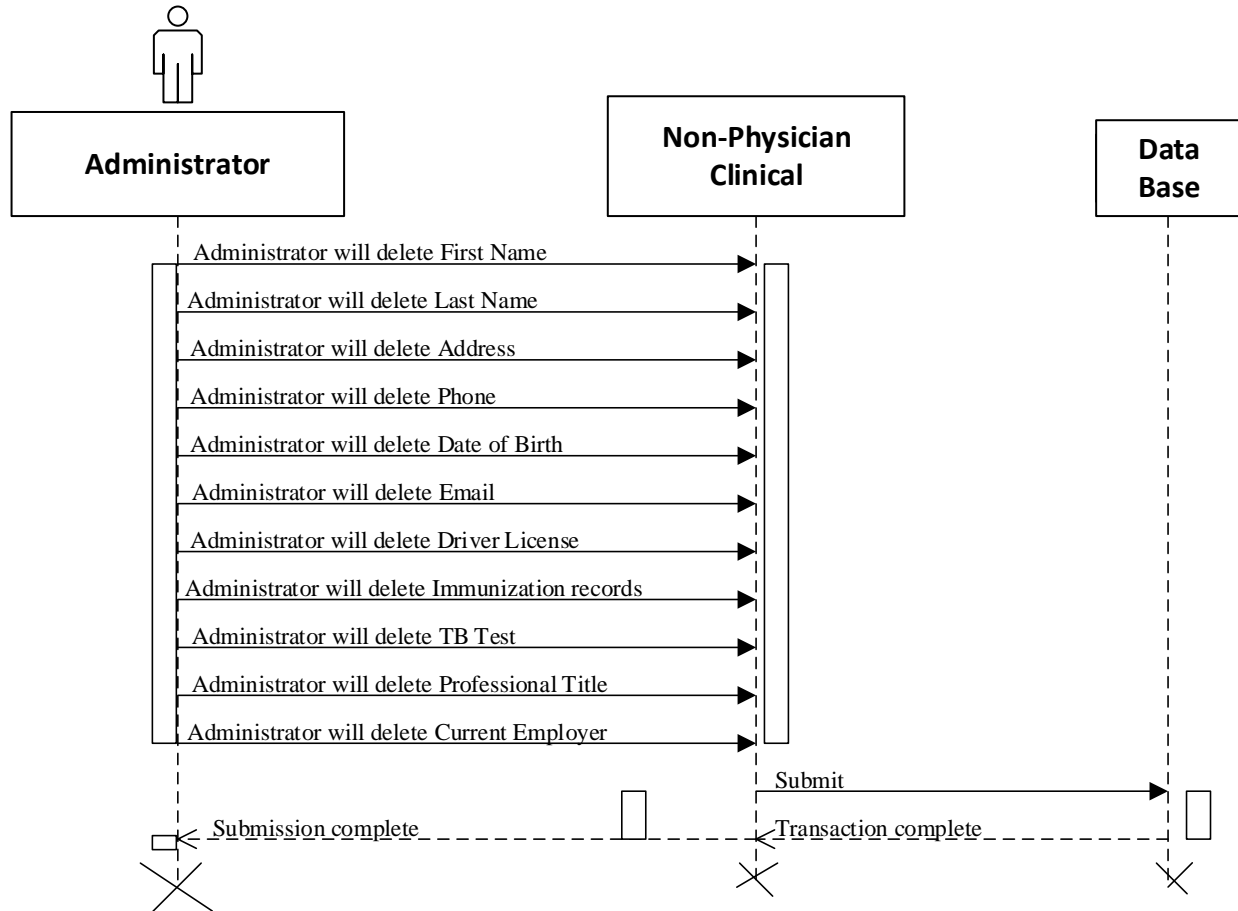 Administrator
Non-Physician
Clinical
Data
Base
Administrator will delete First Name
Administrator will delete Last Name
Administrator will delete Address
Administrator will delete Phone
Administrator will delete Date of Birth
Administrator will delete Email
Administrator will delete Driver License
Administrator will delete Immunization records
Administrator will delete TB Test
Administrator will delete Professional Title
Administrator will delete Current Employer
Submit
Submission complete
Transaction complete